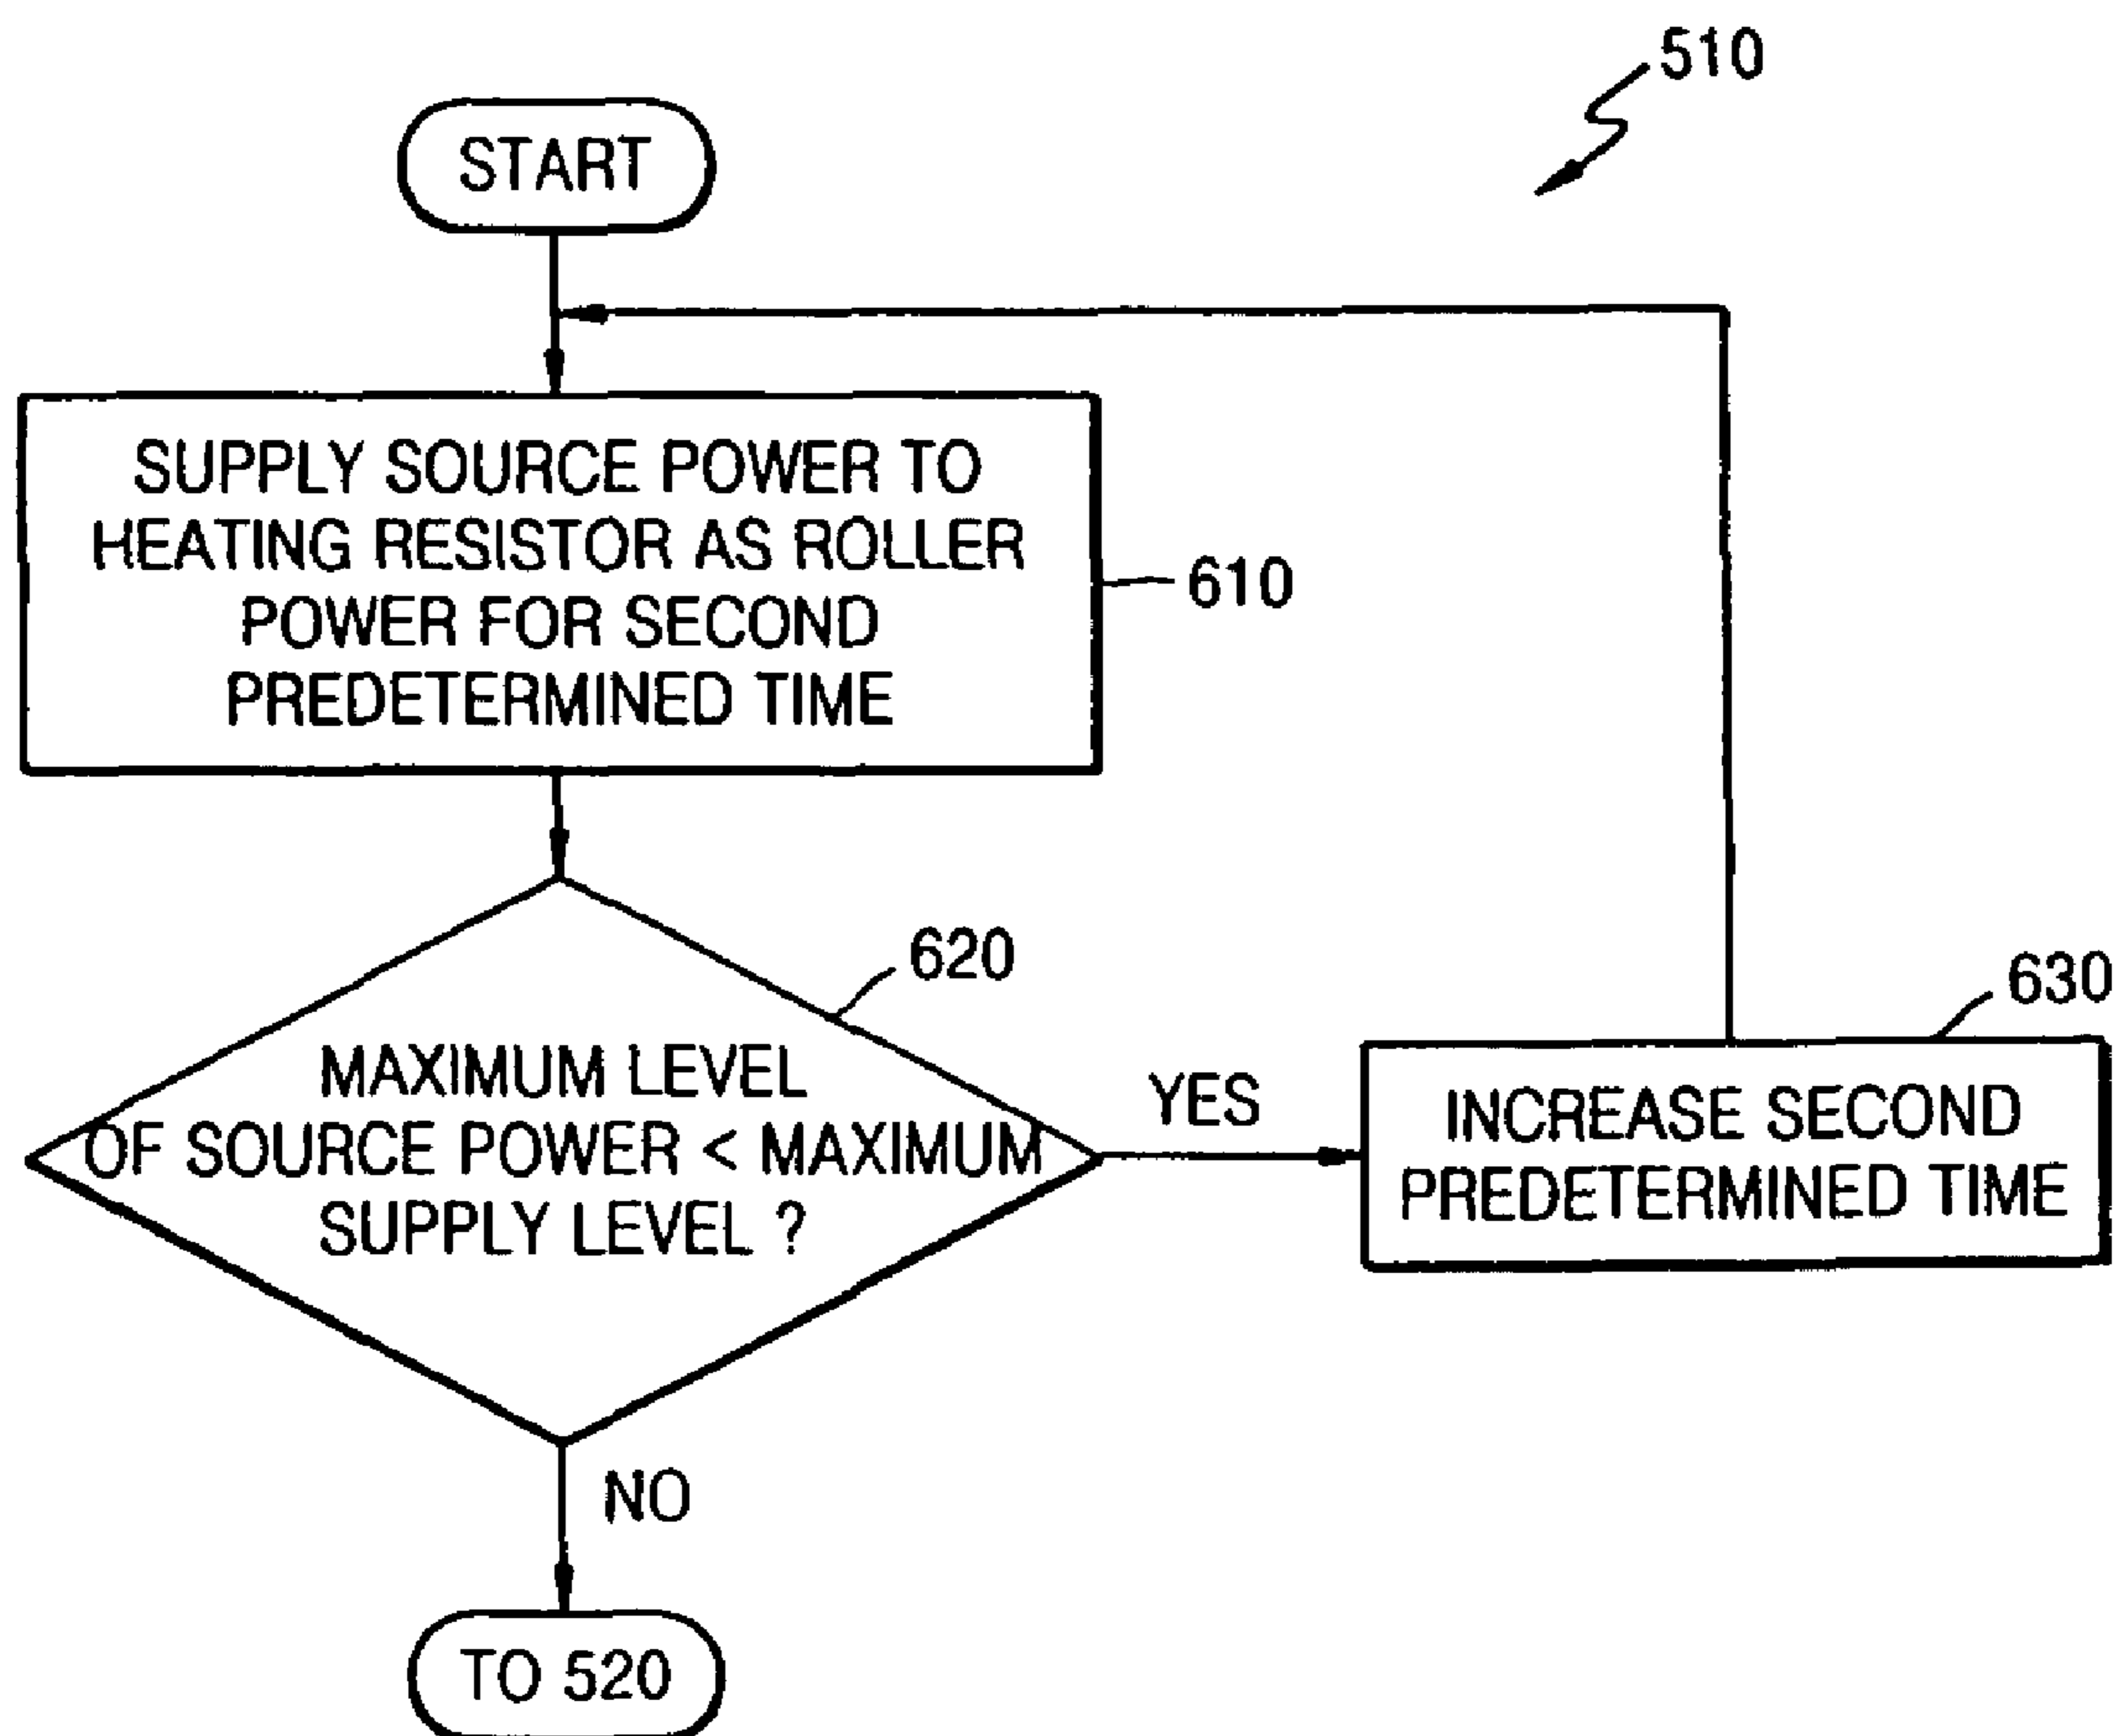 510
START
SUPPLY SOURCE POWER TO
HEATING RESISTOR AS ROLLER
POWER FOR SECOND
PREDETERMINED TIME
610
620
MAXIMUM LEVEL
OF SOURCE POWER < MAXIMUM
SUPPLY LEVEL ?
YES
630
INCREASE SECOND
PREDETERMINED TIME
NO
TO 520